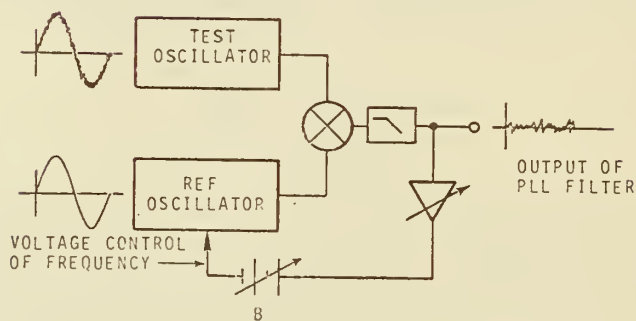 TEST
OSCILLATOR
REF
OSCILLATOR
OUTPUT OF
PLL FILTER
VOLTAGE CONTROL
OF FREQUENCY
B